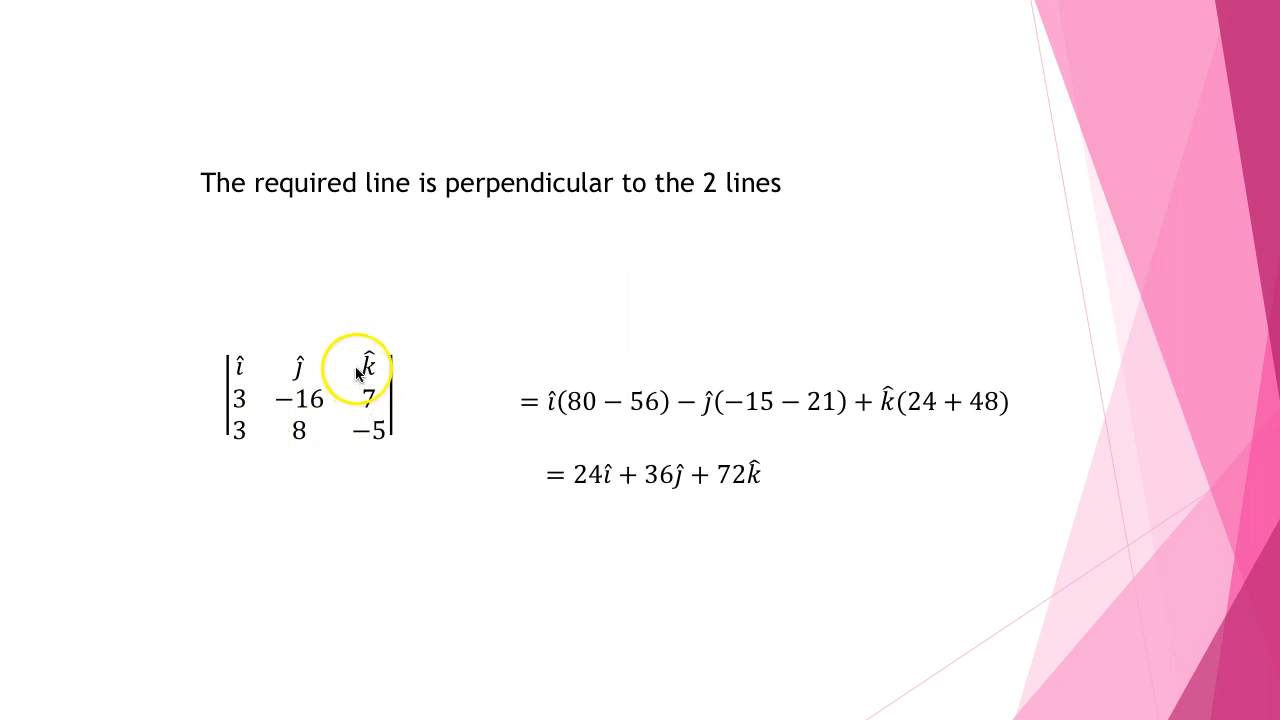 The required line is perpendicular to the 2 lines
|î ĵ k̂|
|3 −16 7|
|3 8 −5|
= î(80 − 56) − ĵ(−15 − 21) + k̂(24 + 48)
= 24î + 36ĵ + 72k̂